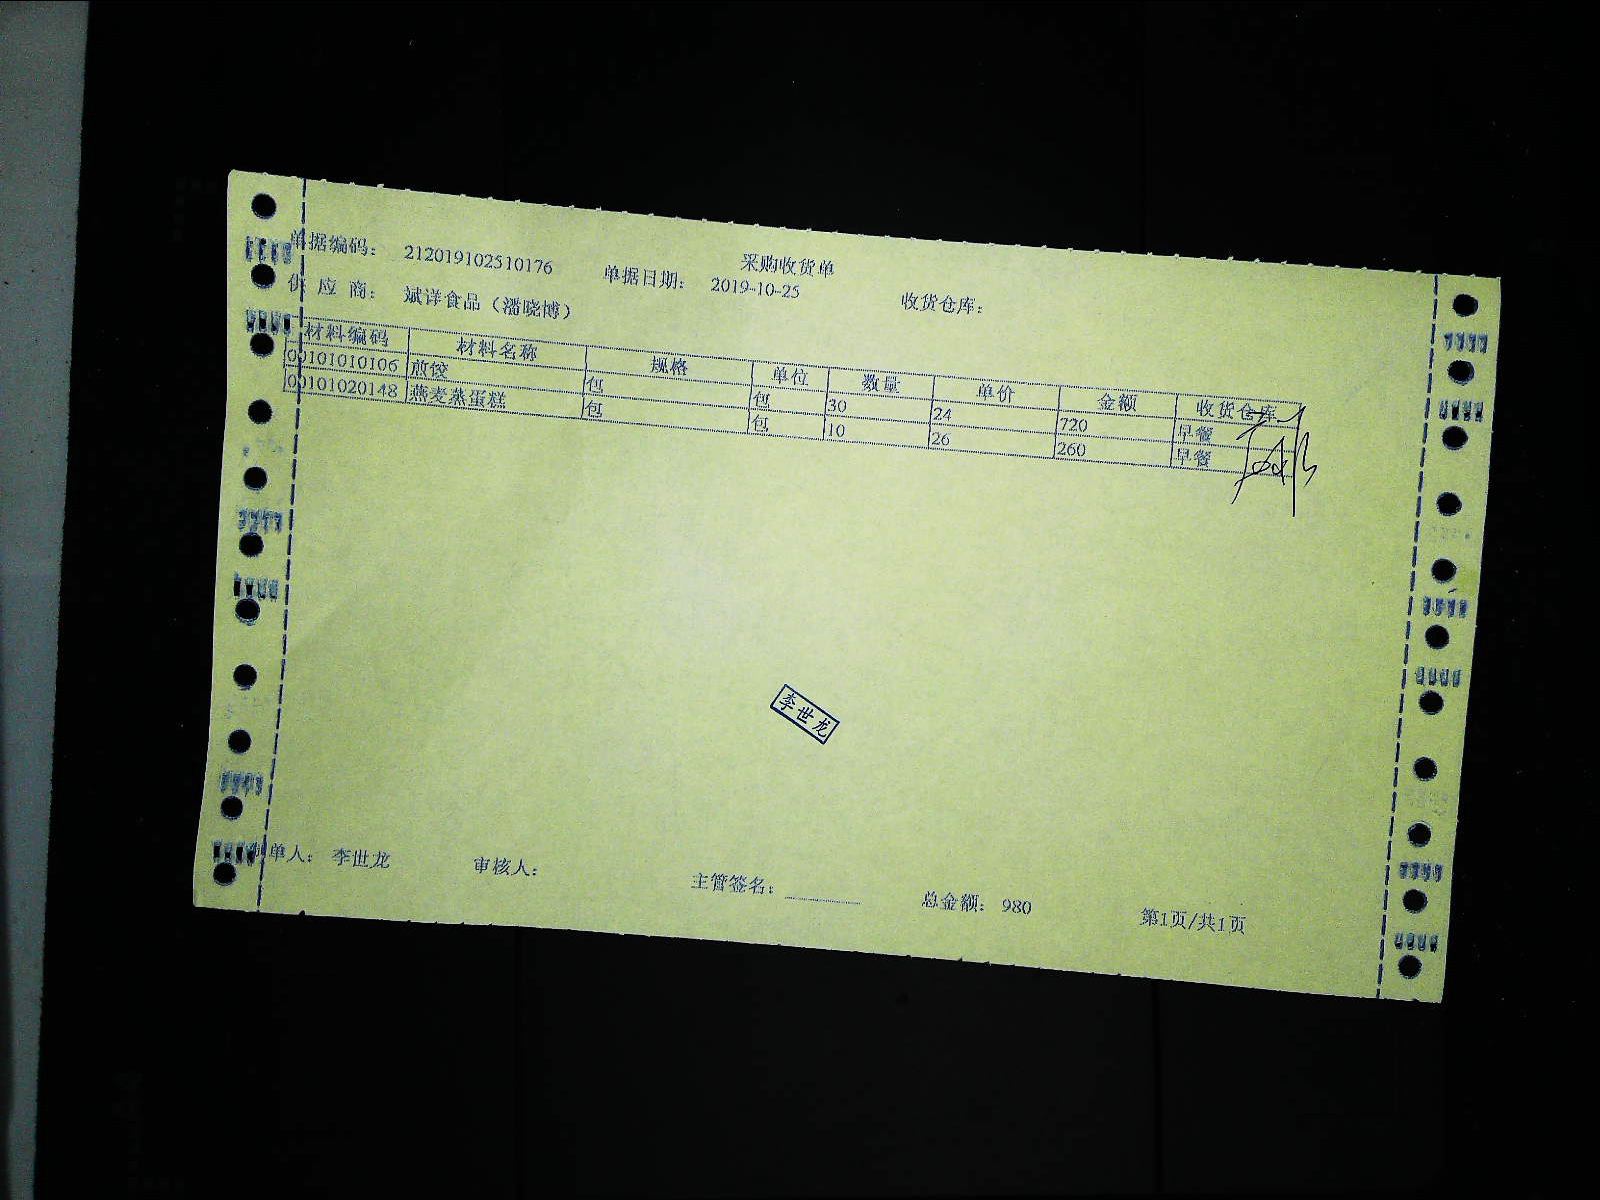 采购收货单
单据编码： 212019102510176 单据日期： 2019-10-25 收货仓库：
供 应 商： 斌洋食品（潘晓博）
材料编码 材料名称 规格 单位 数量 单价 金额 收货仓库
00101010106 煎饺 包 包 30 24 720 早餐
00101020148 燕麦蒸蛋糕 包 包 10 26 260 早餐
李世龙
制单人： 李世龙 审核人： 主管签名： 总金额： 980 第1页/共1页